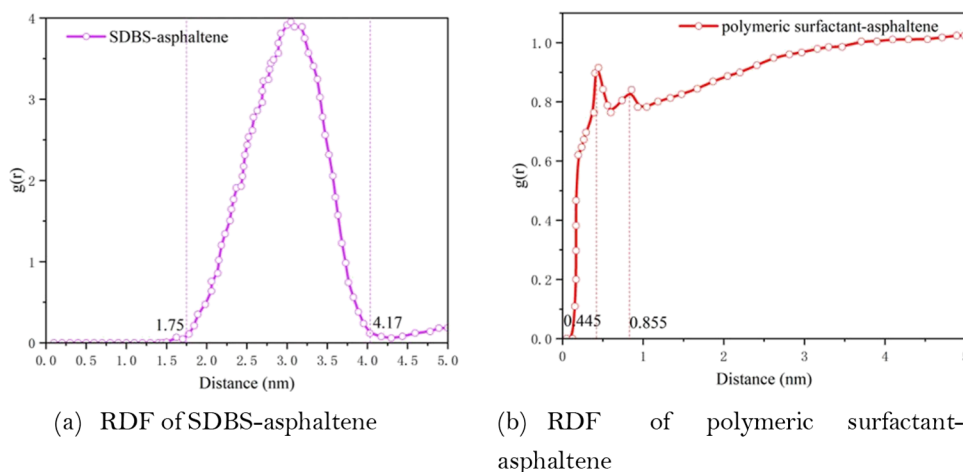 SDBS-asphaltene
g(r)
4
3
2
1
0
1.75
4.17
0.0 0.5 1.0 1.5 2.0 2.5 3.0 3.5 4.0 4.5 5.0
Distance (nm)
(a) RDF of SDBS-asphaltene
polymeric surfactant-asphaltene
g(r)
1.0
0.8
0.6
0.4
0.2
0.0
0.445
0.855
0 1 2 3 4
Distance (nm)
(b) RDF of polymeric surfactant-
asphaltene